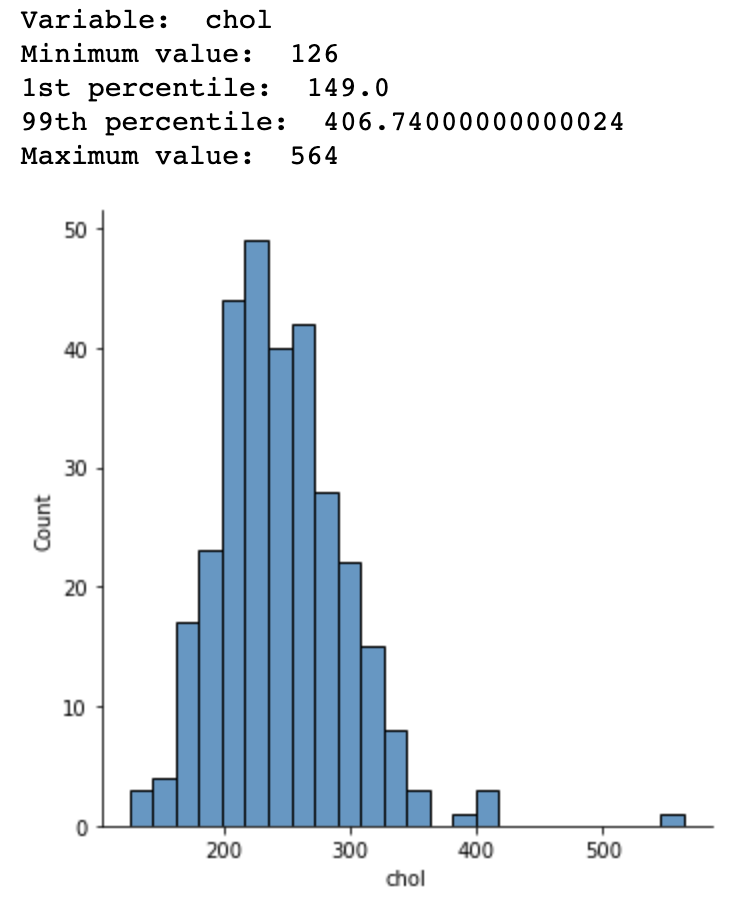 Variable:  chol
Minimum value:  126
1st percentile:  149.0
99th percentile:  406.74000000000024
Maximum value:  564
50
40
30
20
10
0
Count
200 300 400 500
chol